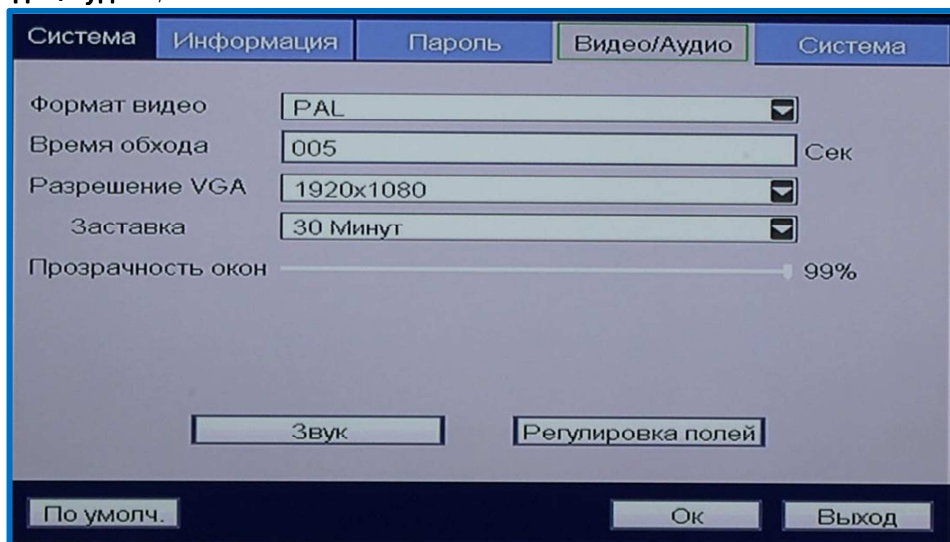 Система Информация Пароль Видео/Аудио Система
Формат видео PAL
Время обхода 005 Сек
Разрешение VGA 1920x1080
Заставка 30 Минут
Прозрачность окон 99%
Звук Регулировка полей
По умолч. Ок Выход